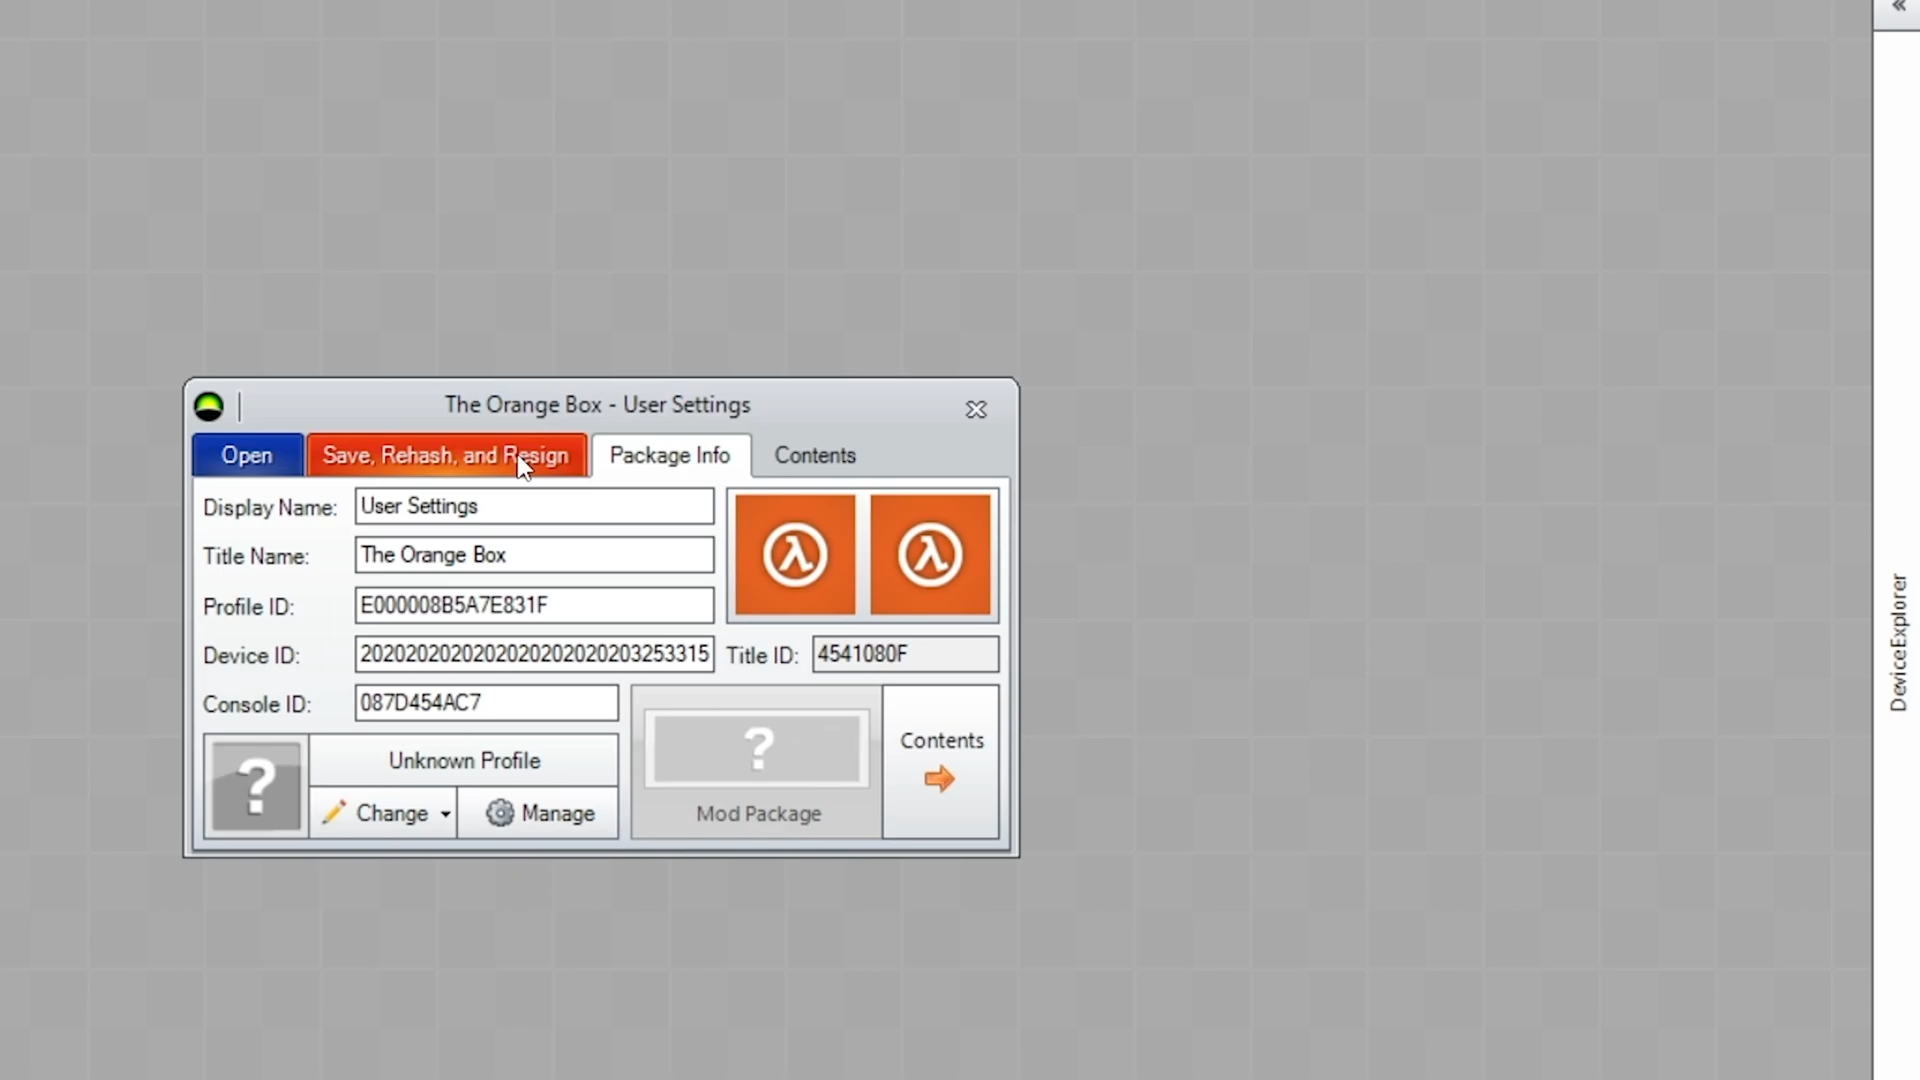 The Orange Box - User Settings
Open
Save, Rehash, and Resign
Package Info
Contents
Display Name: User Settings
Title Name: The Orange Box
Profile ID: E000008B5A7E831F
Device ID: 2020202020202020202020203253315
Title ID: 4541080F
Console ID: 087D454AC7
Unknown Profile
Change
Manage
?
?
Mod Package
Contents
DeviceExplorer